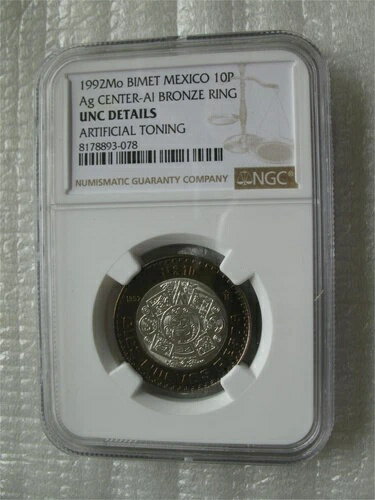 1992Mo BIMET MEXICO 10P
Ag CENTER-Al BRONZE RING
UNC DETAILS
ARTIFICIAL TONING
8178893-078
NUMISMATIC GUARANTY COMPANY
NGC®